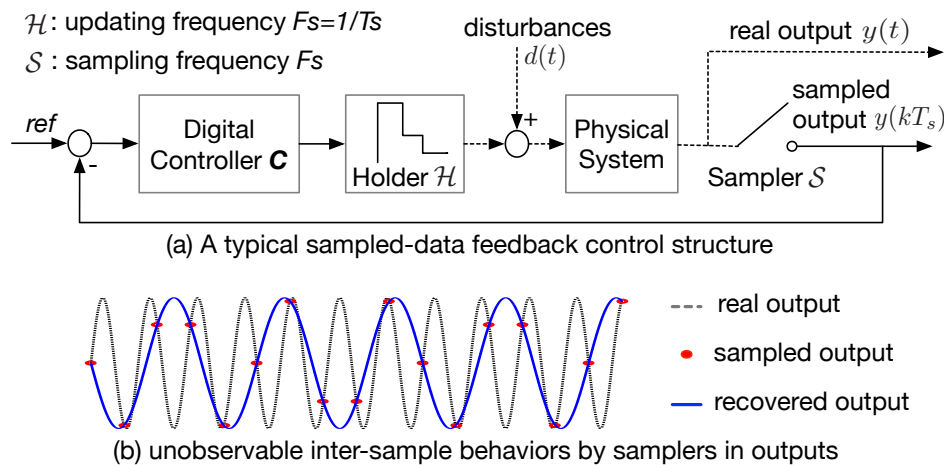 ℋ: updating frequency Fs=1/Ts
𝒮 : sampling frequency Fs
disturbances
d(t)
real output y(t)
ref
-
Digital
Controller C
Holder ℋ
+
Physical
System
sampled
output y(kTₛ)
Sampler 𝒮
(a) A typical sampled-data feedback control structure
real output
sampled output
recovered output
(b) unobservable inter-sample behaviors by samplers in outputs